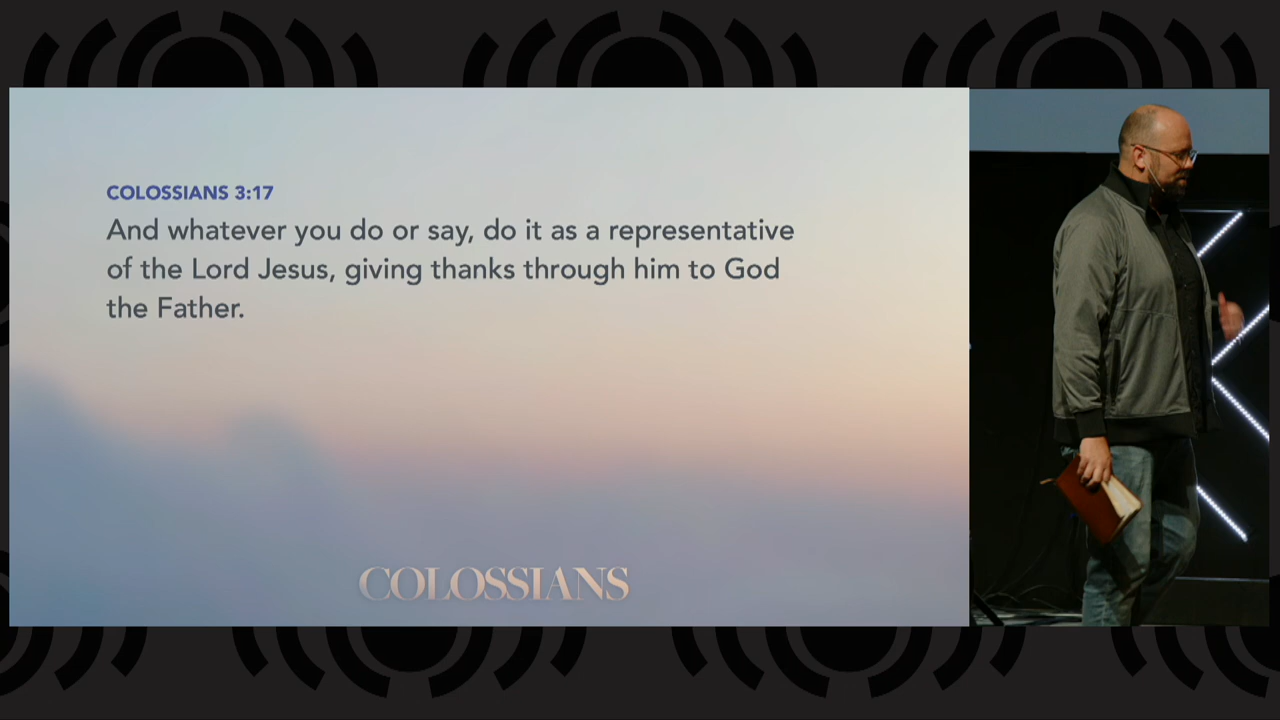 COLOSSIANS 3:17
And whatever you do or say, do it as a representative
of the Lord Jesus, giving thanks through him to God
the Father.
COLOSSIANS